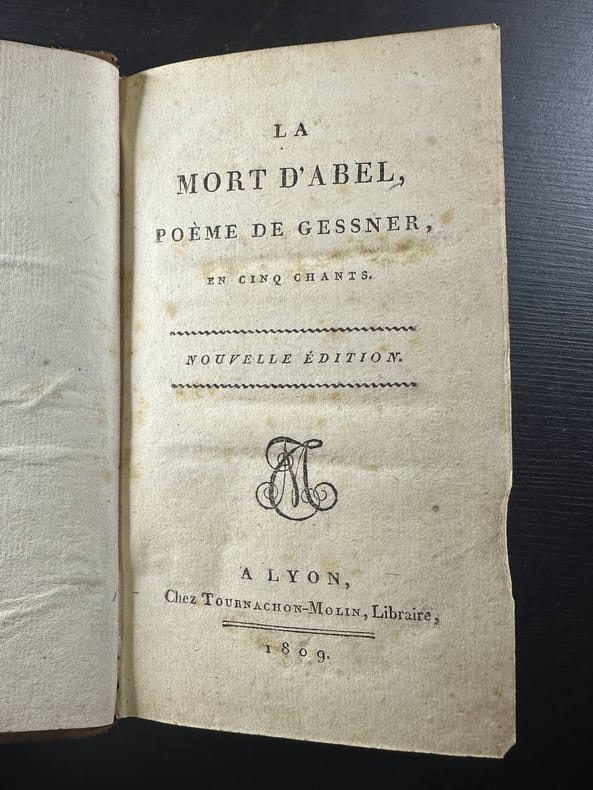 LA
MORT D'ABEL,
POÈME DE GESSNER,
EN CINQ CHANTS.
NOUVELLE ÉDITION.
A LYON,
Chez TOURNACHON-MOLIN, Libraire,
1809.